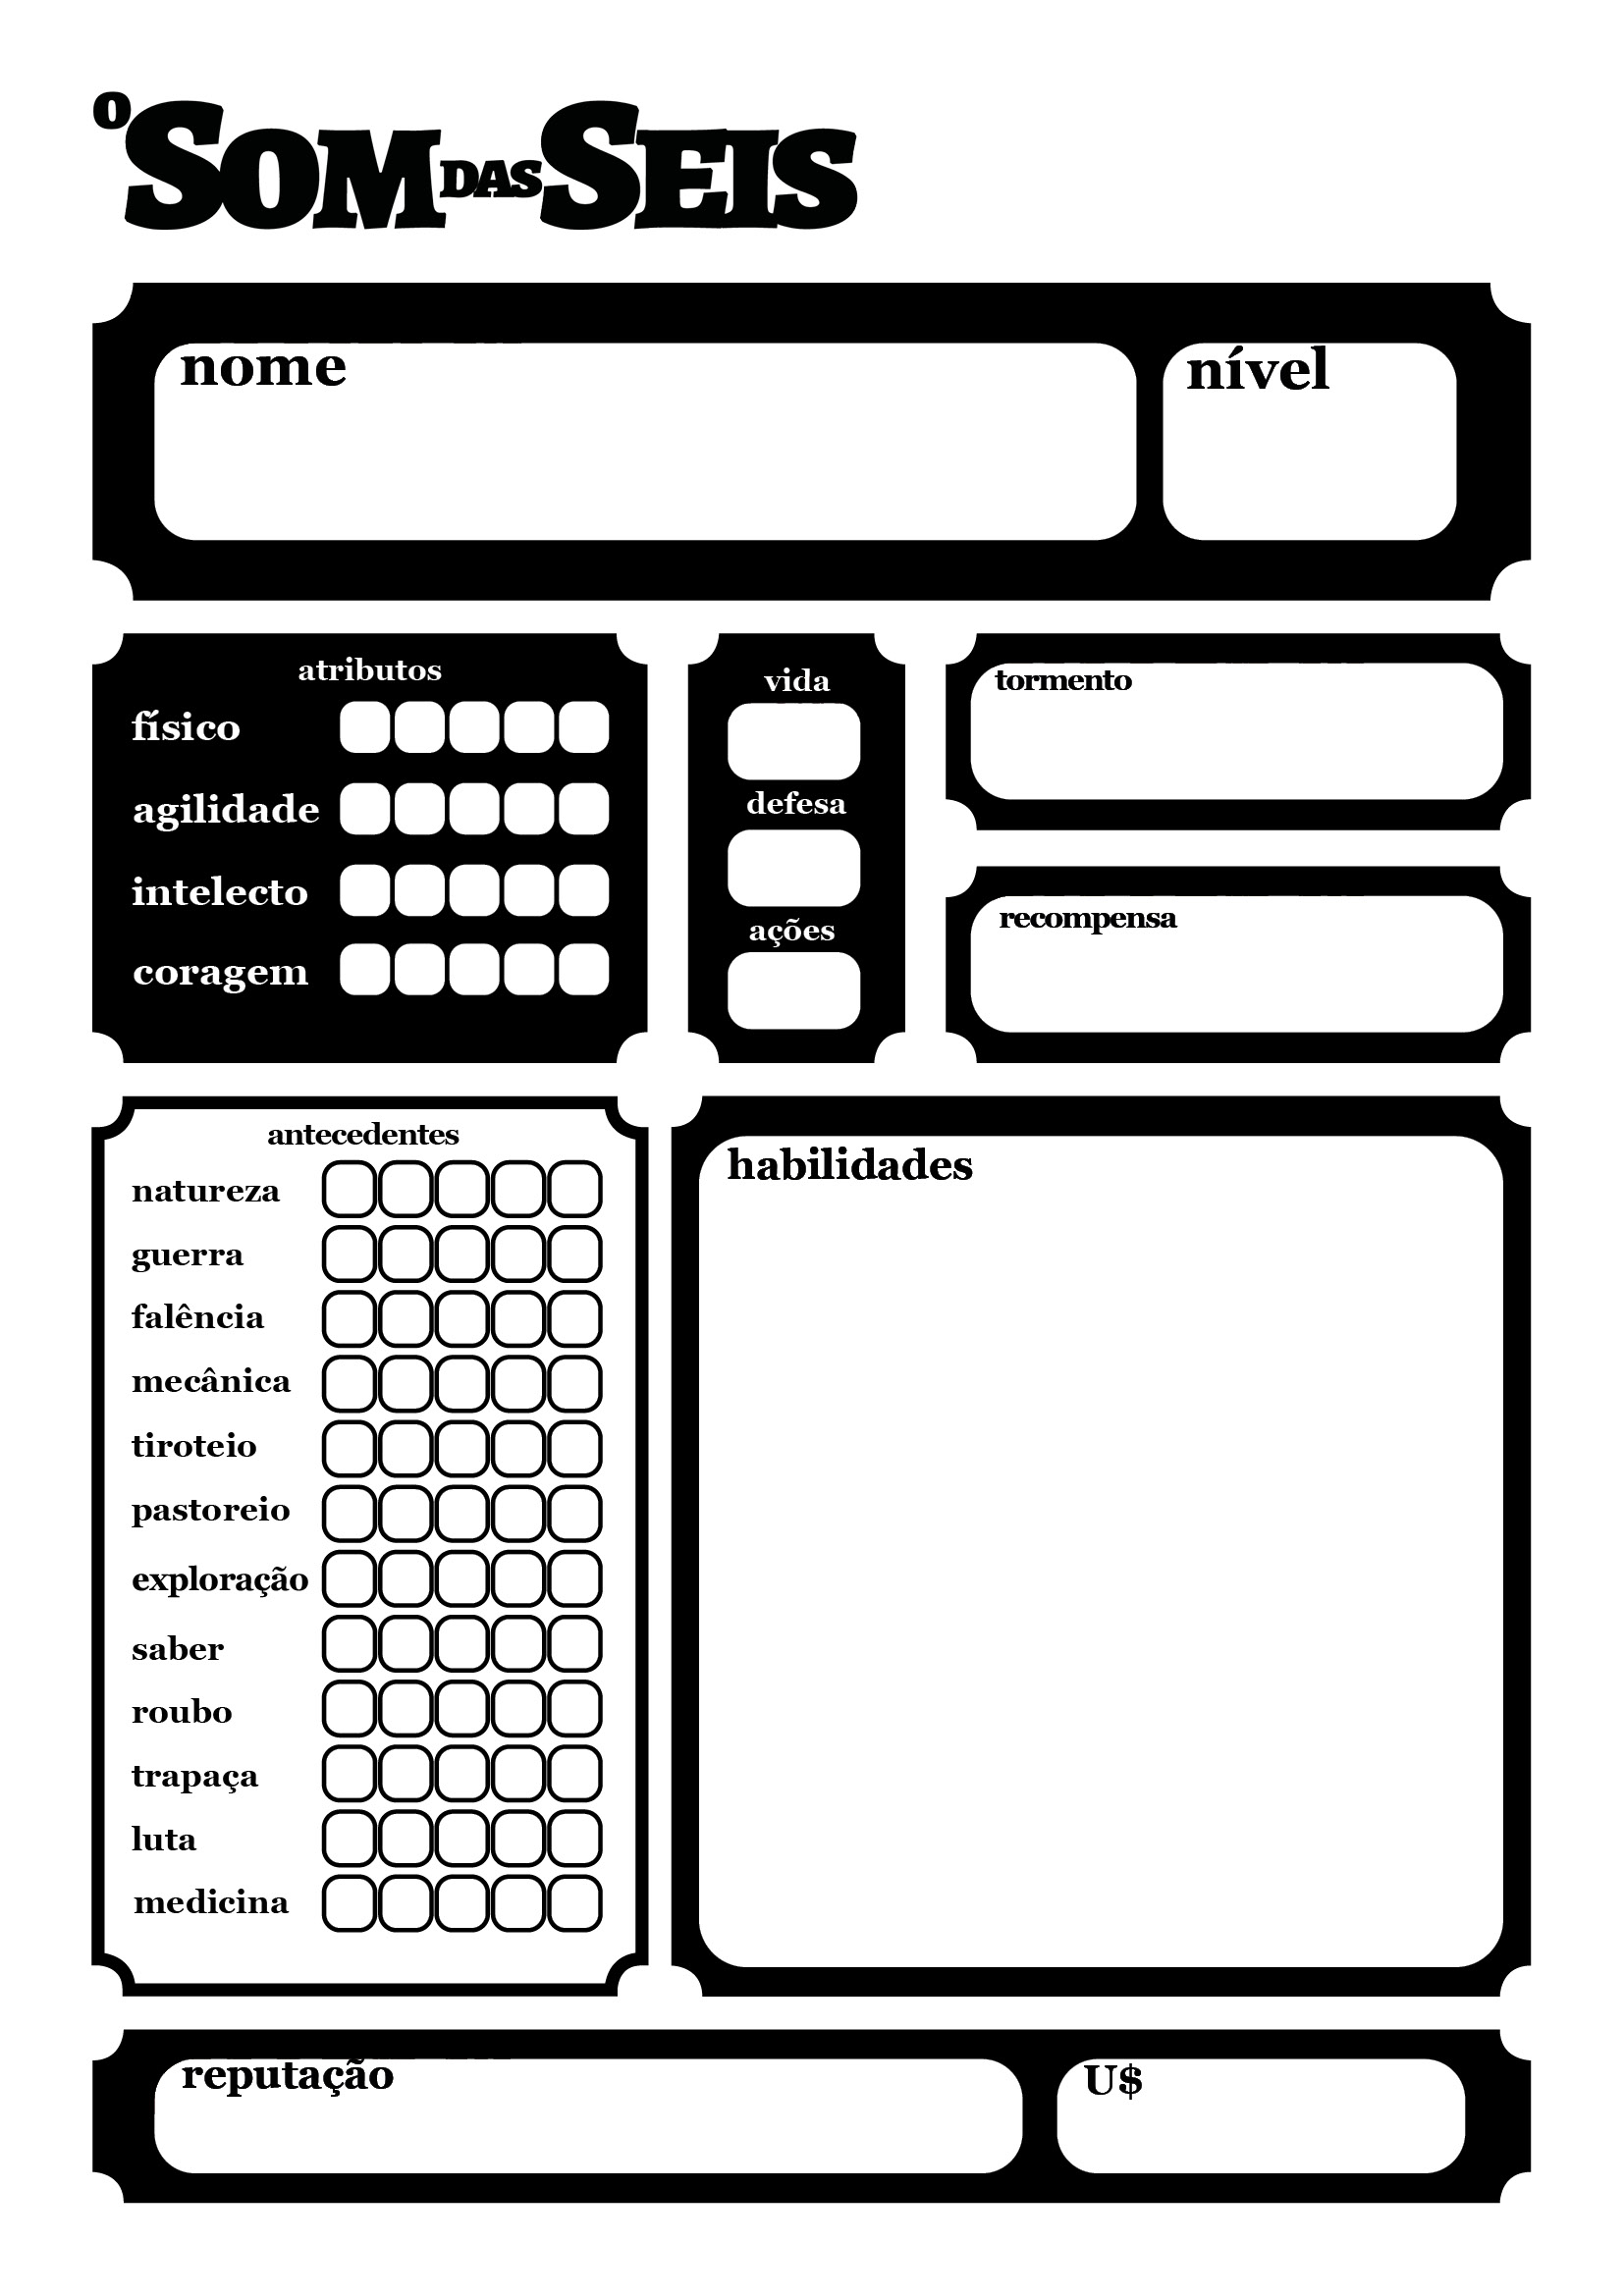 O SOM DAS SEIS
nome
nível
atributos
físico
agilidade
intelecto
coragem
vida
defesa
ações
tormento
recompensa
antecedentes
natureza
guerra
falência
mecânica
tiroteio
pastoreio
exploração
saber
roubo
trapaça
luta
medicina
habilidades
reputação
U$